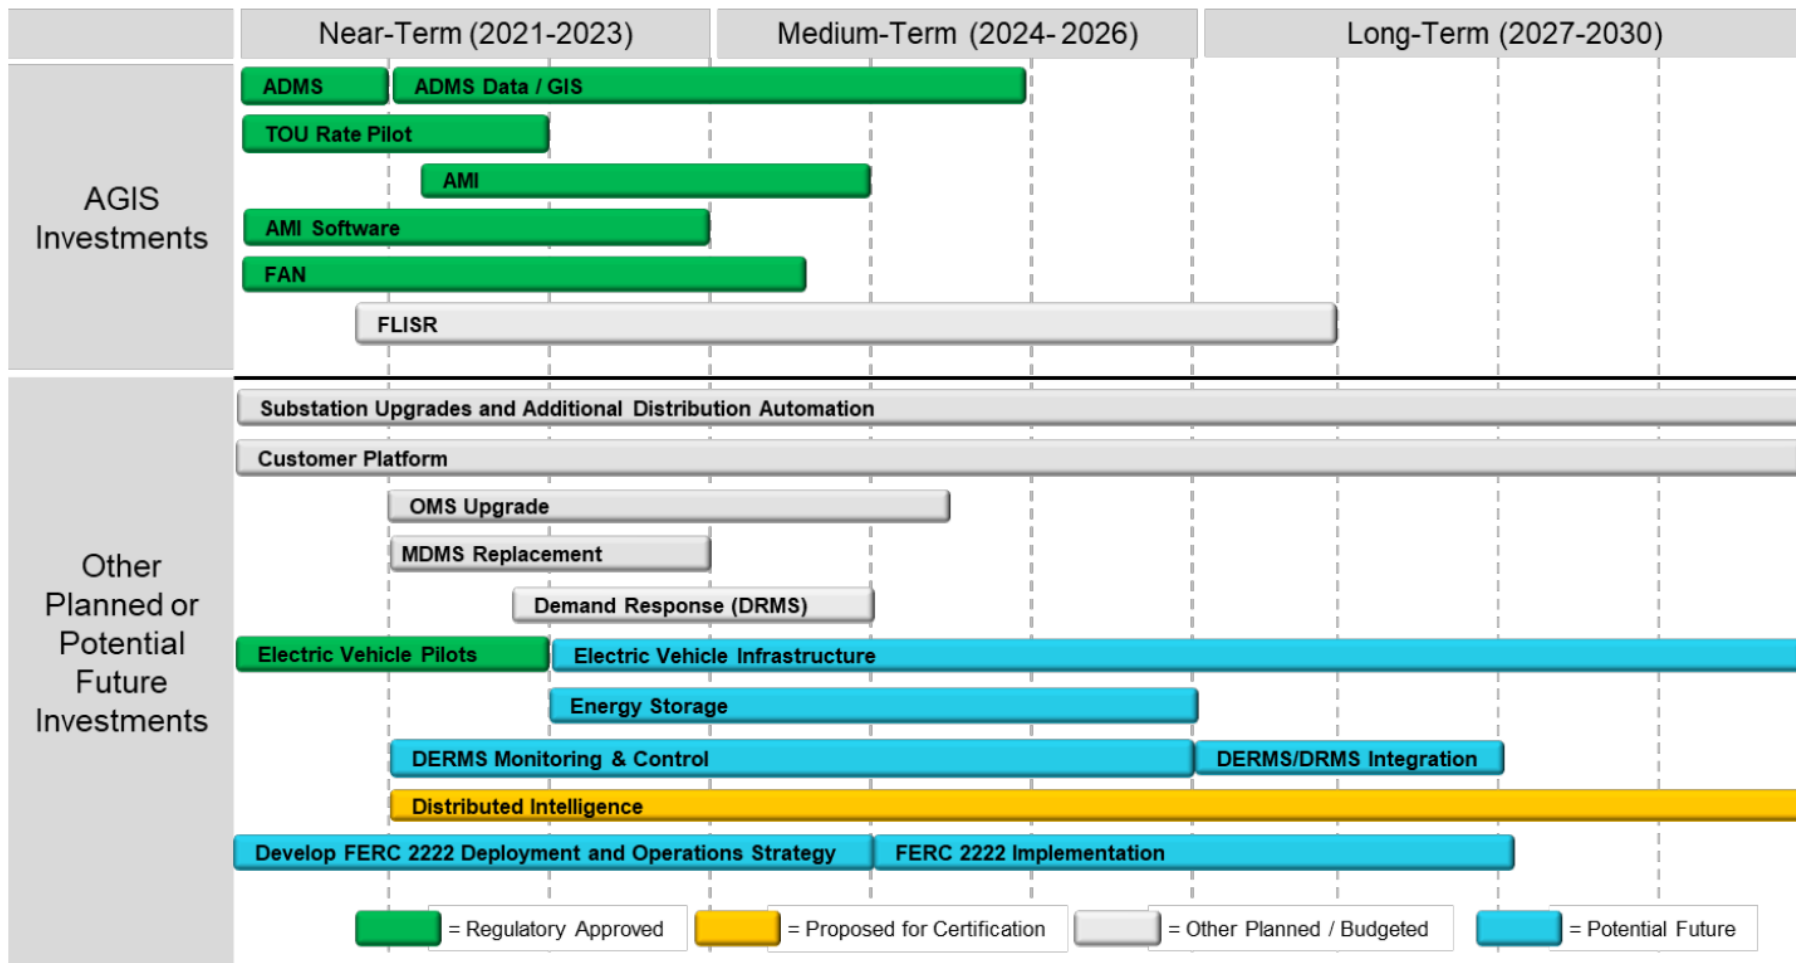 Near-Term (2021-2023)
Medium-Term (2024- 2026)
Long-Term (2027-2030)
AGIS
Investments
ADMS
ADMS Data / GIS
TOU Rate Pilot
AMI
AMI Software
FAN
FLISR
Other
Planned or
Potential
Future
Investments
Substation Upgrades and Additional Distribution Automation
Customer Platform
OMS Upgrade
MDMS Replacement
Demand Response (DRMS)
Electric Vehicle Pilots
Electric Vehicle Infrastructure
Energy Storage
DERMS Monitoring & Control
DERMS/DRMS Integration
Distributed Intelligence
Develop FERC 2222 Deployment and Operations Strategy
FERC 2222 Implementation
= Regulatory Approved
= Proposed for Certification
= Other Planned / Budgeted
= Potential Future